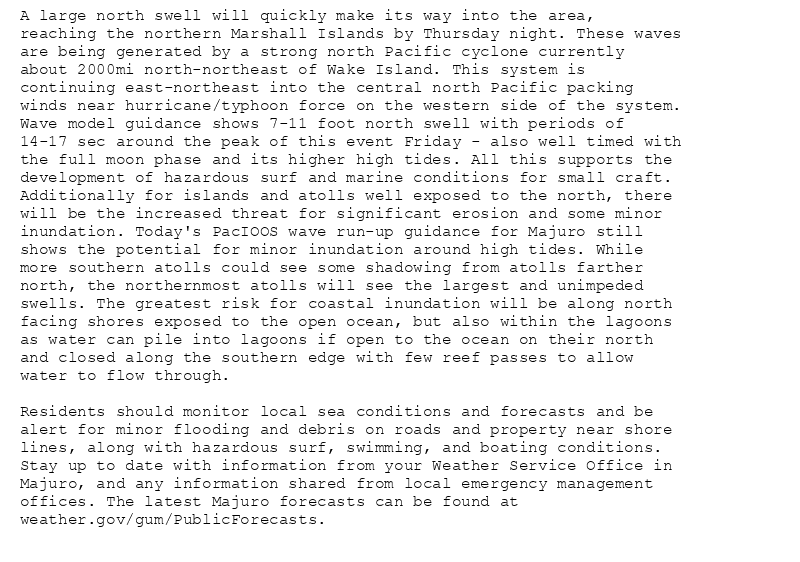 A large north swell will quickly make its way into the area,
reaching the northern Marshall Islands by Thursday night. These waves
are being generated by a strong north Pacific cyclone currently
about 2000mi north-northeast of Wake Island. This system is
continuing east-northeast into the central north Pacific packing
winds near hurricane/typhoon force on the western side of the system.
Wave model guidance shows 7-11 foot north swell with periods of
14-17 sec around the peak of this event Friday - also well timed with
the full moon phase and its higher high tides. All this supports the
development of hazardous surf and marine conditions for small craft.
Additionally for islands and atolls well exposed to the north, there
will be the increased threat for significant erosion and some minor
inundation. Today's PacIOOS wave run-up guidance for Majuro still
shows the potential for minor inundation around high tides. While
more southern atolls could see some shadowing from atolls farther
north, the northernmost atolls will see the largest and unimpeded
swells. The greatest risk for coastal inundation will be along north
facing shores exposed to the open ocean, but also within the lagoons
as water can pile into lagoons if open to the ocean on their north
and closed along the southern edge with few reef passes to allow
water to flow through.

Residents should monitor local sea conditions and forecasts and be
alert for minor flooding and debris on roads and property near shore
lines, along with hazardous surf, swimming, and boating conditions.
Stay up to date with information from your Weather Service Office in
Majuro, and any information shared from local emergency management
offices. The latest Majuro forecasts can be found at
weather.gov/gum/PublicForecasts.